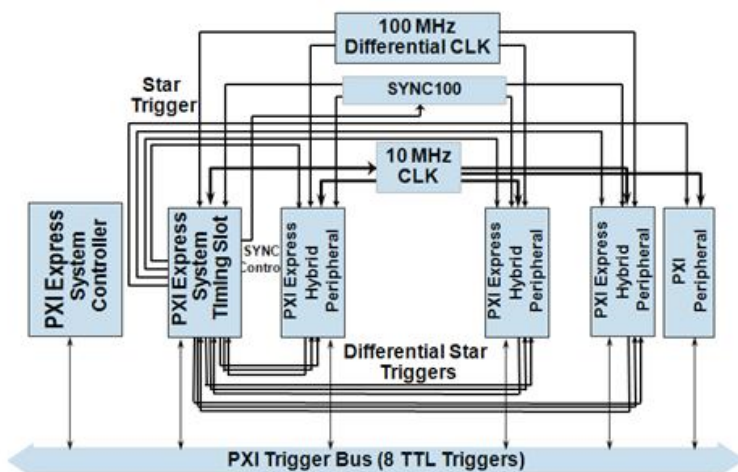 100 MHz
Differential CLK
Star
Trigger
SYNC100
10 MHz
CLK
PXI Express
System
Controller
PXI Express
System
Timing Slot
SYNC
Contro
PXI Express
Hybrid
Peripheral
PXI Express
Hybrid
Peripheral
PXI Express
Hybrid
Peripheral
PXI
Peripheral
Differential Star
Triggers
PXI Trigger Bus (8 TTL Triggers)